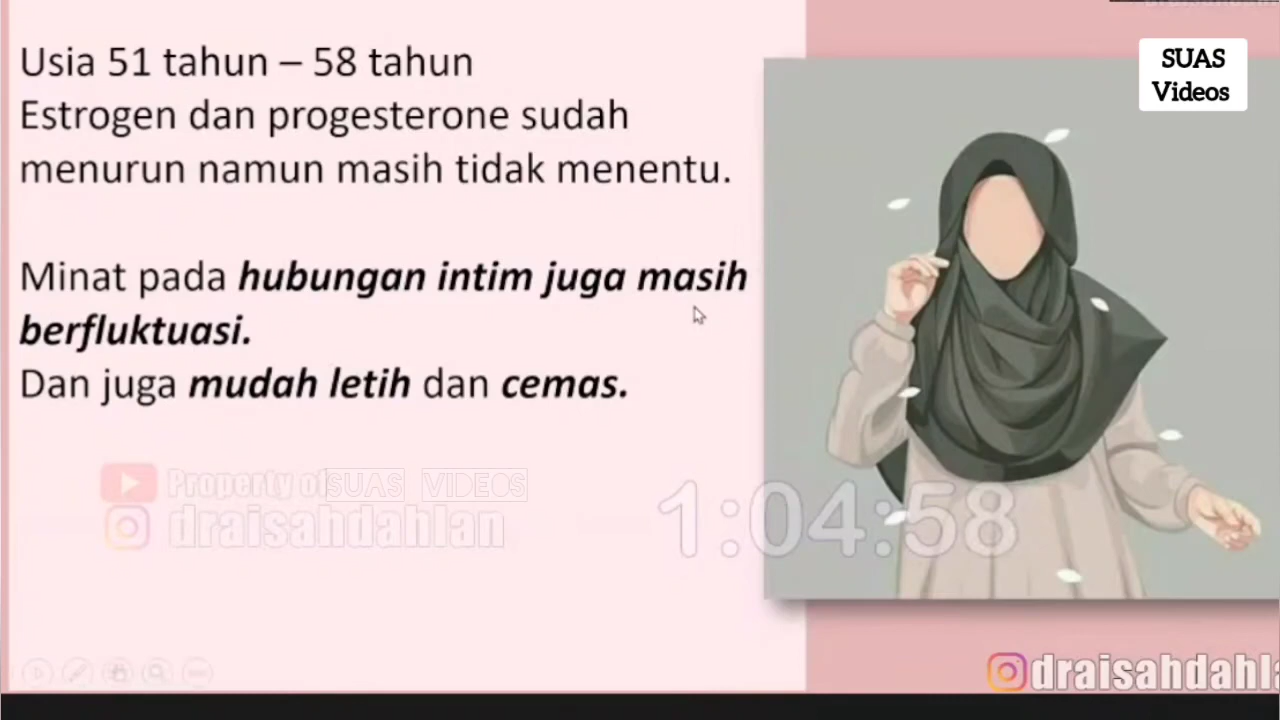 Usia 51 tahun – 58 tahun
Estrogen dan progesterone sudah
menurun namun masih tidak menentu.
Minat pada hubungan intim juga masih
berfluktuasi.
Dan juga mudah letih dan cemas.
SUAS
Videos
Property of SUAS VIDEOS
draisahdahlan
1:04:58
draisahdahla